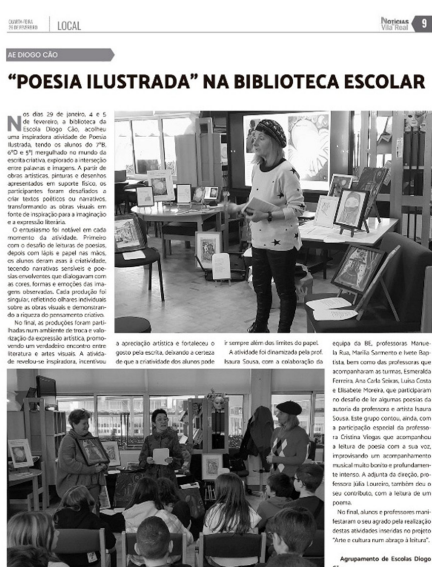 QUARTA-FEIRA
LOCAL
Notícias
Vila Real
9
AE DIOGO CÃO
“POESIA ILUSTRADA” NA BIBLIOTECA ESCOLAR
Nos dias 29 de janeiro, 4 e 5
de fevereiro, a biblioteca da
Escola Diogo Cão, acolheu
uma inspiradora atividade de Poesia
Ilustrada, tendo os alunos do 7ºB,
6ºD e 5ºJ mergulhado no mundo da
escrita criativa, explorado a interseção
entre palavras e imagens. A partir de
obras artísticas, pinturas e desenhos
apresentados em suporte físico, os
participantes foram desafiados a
criar textos poéticos ou narrativos,
transformando as obras visuais em
fonte de inspiração para a imaginação
e a expressão literária.
O entusiasmo foi notável em cada
momento da atividade. Primeiro
com o desafio de leituras de poesias,
depois com lápis e papel nas mãos,
os alunos deram asas à criatividade,
tecendo narrativas sensíveis e poe-
sias envolventes que dialogavam com
as cores, formas e emoções das ima-
gens observadas. Cada produção foi
singular, refletindo olhares individuais
sobre as obras visuais e demonstran-
do a riqueza do pensamento criativo.
No final, as produções foram parti-
lhadas num ambiente de troca e valo-
rização da expressão artística, promo-
vendo um verdadeiro encontro entre
literatura e artes visuais. A ativida-
de revelou-se inspiradora, incentivou
a apreciação artística e fortaleceu o
gosto pela escrita, deixando a certeza
de que a criatividade dos alunos pode
ir sempre além dos limites do papel.
A atividade foi dinamizada pela prof.
Isaura Sousa, com a colaboração da
equipa da BE, professoras Manue-
la Rua, Marília Sarmento e Ivete Bap-
tista, bem como das professoras que
acompanharam as turmas, Esmeralda
Ferreira, Ana Carla Seixas, Luísa Costa
e Elisabete Moreira, que participaram
no desafio de ler algumas poesias da
autoria da professora e artista Isaura
Sousa. Este grupo contou, ainda, com
a participação especial da professo-
ra Cristina Viegas que acompanhou
a leitura de poesia com a sua voz,
improvisando um acompanhamento
musical muito bonito e profundamen-
te intenso. A adjunta da direção, pro-
fessora Júlia Loureiro, também deu o
seu contributo, com a leitura de um
poema.
No final, alunos e professores mani-
festaram o seu agrado pela realização
destas atividades inseridas no projeto
“Arte e cultura num abraço à leitura”.
Agrupamento de Escolas Diogo